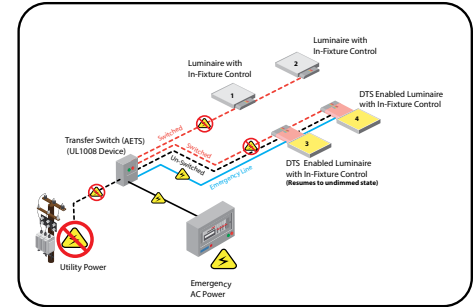 Luminaire with
In-Fixture Control
2
Luminaire with
In-Fixture Control
1
DTS Enabled Luminaire
with In-Fixture Control
4
Switched
Switched
Un-Switched
Emergency Line
Transfer Switch (AETS)
(UL1008 Device)
3
DTS Enabled Luminaire
with In-Fixture Control
(Resumes to undimmed state)
Utility Power
Emergency
AC Power